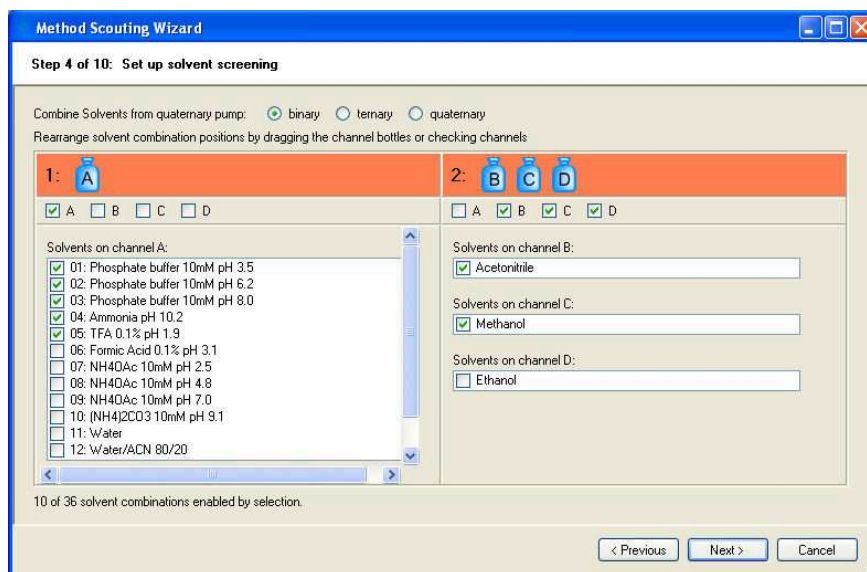 Method Scouting Wizard
Step 4 of 10: Set up solvent screening
Combine Solvents from quaternary pump: binary ternary quaternary
Rearrange solvent combination positions by dragging the channel bottles or checking channels
1: A
2: B C D
A B C D
A B C D
Solvents on channel A:
01: Phosphate buffer 10mM pH 3.5
02: Phosphate buffer 10mM pH 6.2
03: Phosphate buffer 10mM pH 8.0
04: Ammonia pH 10.2
05: TFA 0.1% pH 1.9
06: Formic Acid 0.1% pH 3.1
07: NH4OAc 10mM pH 2.5
08: NH4OAc 10mM pH 4.8
09: NH4OAc 10mM pH 7.0
10: (NH4)2CO3 10mM pH 9.1
11: Water
12: Water/ACN 80/20
Solvents on channel B:
Acetonitrile
Solvents on channel C:
Methanol
Solvents on channel D:
Ethanol
10 of 36 solvent combinations enabled by selection.
< Previous Next > Cancel